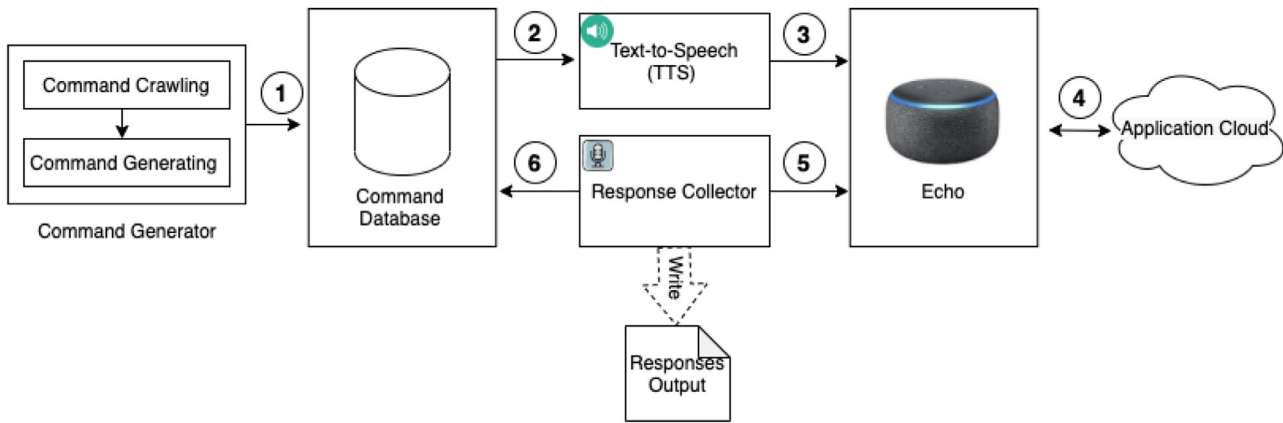 Command Crawling
Command Generating
Command Generator
1
Command
Database
2
Text-to-Speech
(TTS)
3
6
Response Collector
5
Echo
4
Application Cloud
Write
Responses
Output